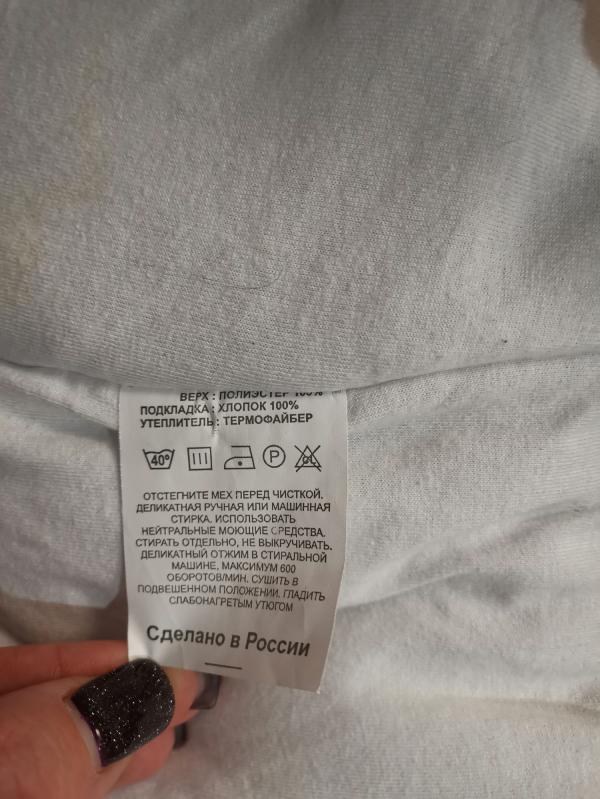 ВЕРХ : ПОЛИЭСТЕР 100%
ПОДКЛАДКА : ХЛОПОК 100%
УТЕПЛИТЕЛЬ : ТЕРМОФАЙБЕР
40° P CL
ОТСТЕГНИТЕ МЕХ ПЕРЕД ЧИСТКОЙ.
ДЕЛИКАТНАЯ РУЧНАЯ ИЛИ МАШИННАЯ
СТИРКА. ИСПОЛЬЗОВАТЬ
НЕЙТРАЛЬНЫЕ МОЮЩИЕ СРЕДСТВА.
СТИРАТЬ ОТДЕЛЬНО, НЕ ВЫКРУЧИВАТЬ.
ДЕЛИКАТНЫЙ ОТЖИМ В СТИРАЛЬНОЙ
МАШИНЕ, МАКСИМУМ 600
ОБОРОТОВ/МИН. СУШИТЬ В
ПОДВЕШЕННОМ ПОЛОЖЕНИИ. ГЛАДИТЬ
СЛАБОНАГРЕТЫМ УТЮГОМ
Сделано в России